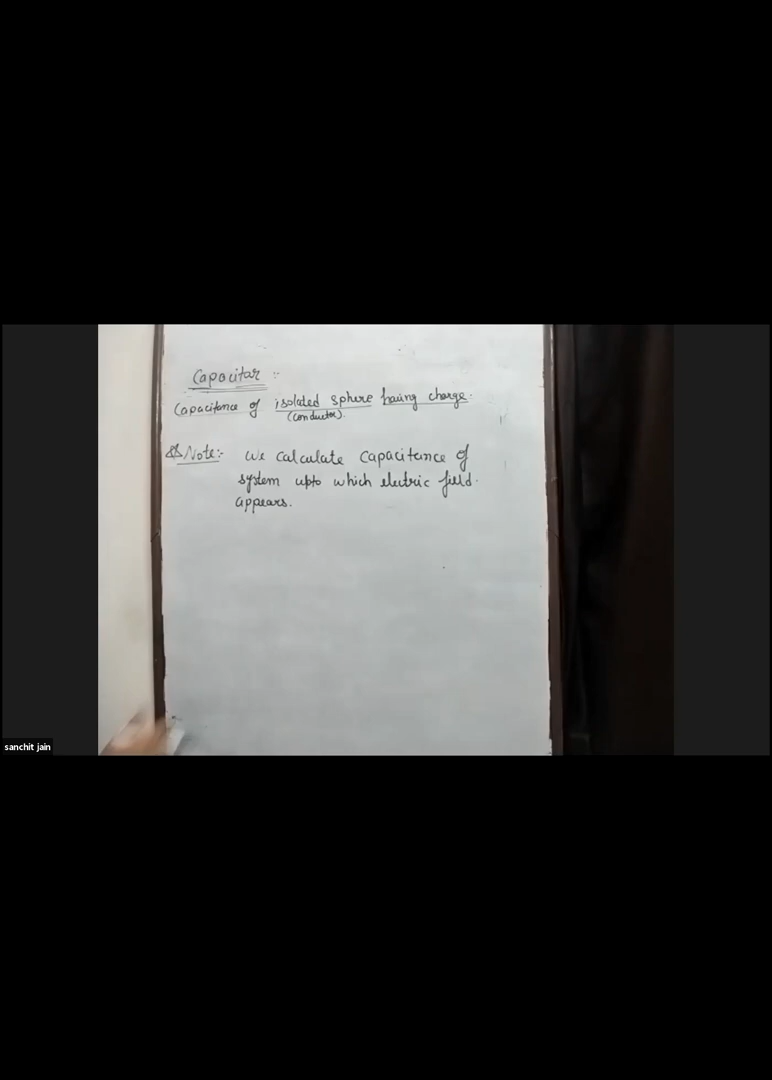 Capacitor :-
Capacitance of isolated sphere having charge.
(conductor).
Note:- We calculate capacitance of
system upto which electric field.
appears.
sanchit jain